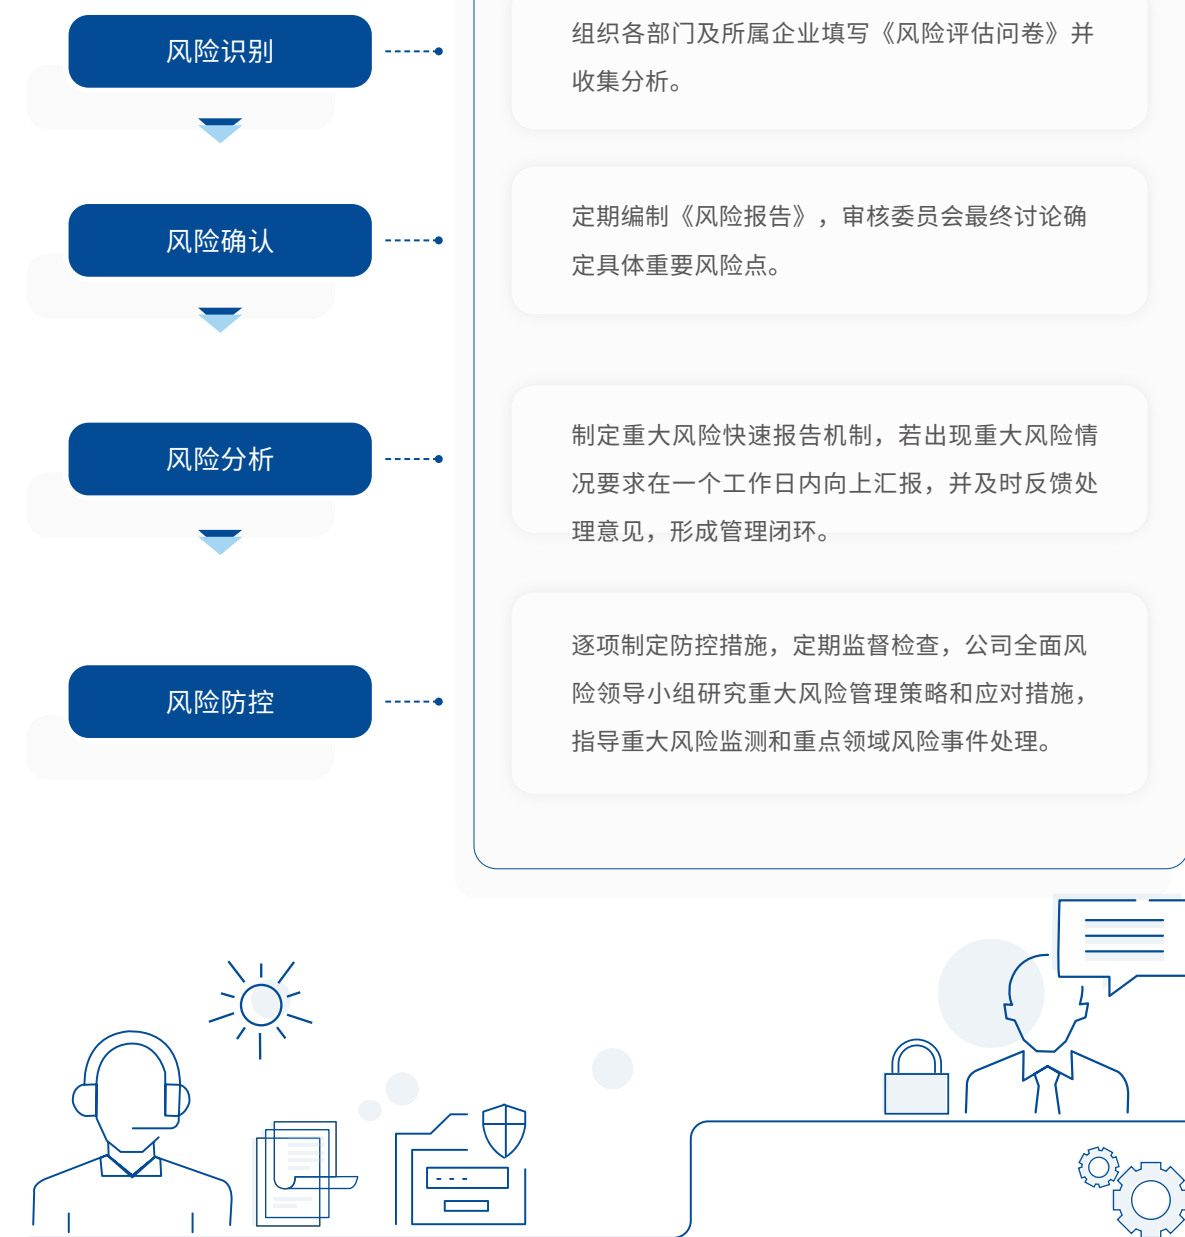 风险识别
组织各部门及所属企业填写《风险评估问卷》并
收集分析。
风险确认
定期编制《风险报告》，审核委员会最终讨论确
定具体重要风险点。
风险分析
制定重大风险快速报告机制，若出现重大风险情
况要求在一个工作日内向上汇报，并及时反馈处
理意见，形成管理闭环。
风险防控
逐项制定防控措施，定期监督检查，公司全面风
险领导小组研究重大风险管理策略和应对措施，
指导重大风险监测和重点领域风险事件处理。